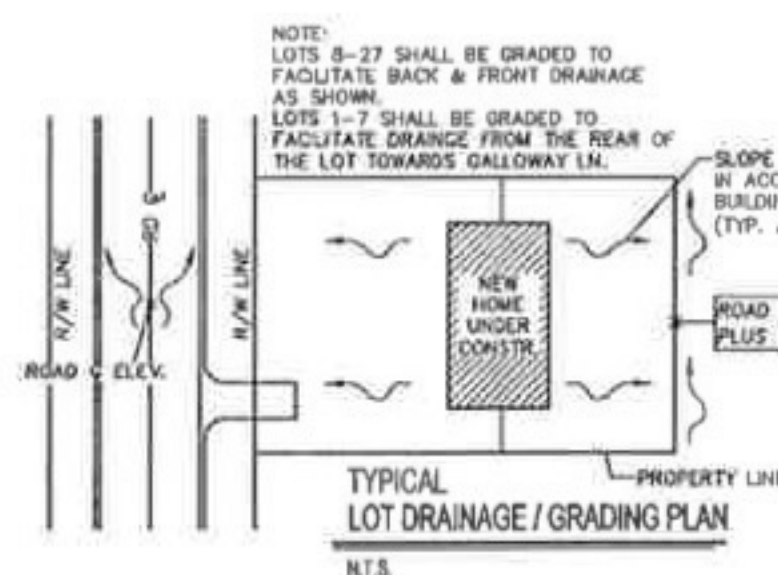 NOTE:
LOTS 8-27 SHALL BE GRADED TO
FACILITATE BACK & FRONT DRAINAGE
AS SHOWN.
LOTS 1-7 SHALL BE GRADED TO
FACILITATE DRAINGE FROM THE REAR OF
THE LOT TOWARDS GALLOWAY LN.
SLOPE
IN ACC
BUILDIN
(TYP.
R/W LINE
R/W LINE
NEW
HOME
UNDER
CONSTR.
ROAD
PLUS
ROAD ELEV.
PROPERTY LINE
TYPICAL
LOT DRAINAGE / GRADING PLAN
N.T.S.